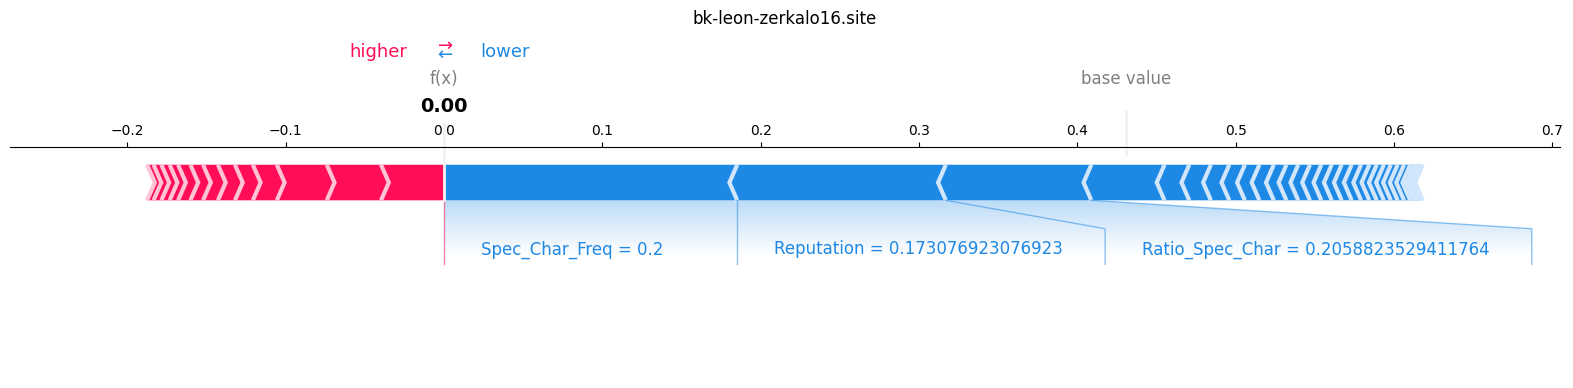 bk-leon-zerkalo16.site
higher ⇄ lower
f(x) base value
0.00
−0.2 −0.1 0.0 0.1 0.2 0.3 0.4 0.5 0.6 0.7
Spec_Char_Freq = 0.2 Reputation = 0.173076923076923 Ratio_Spec_Char = 0.2058823529411764